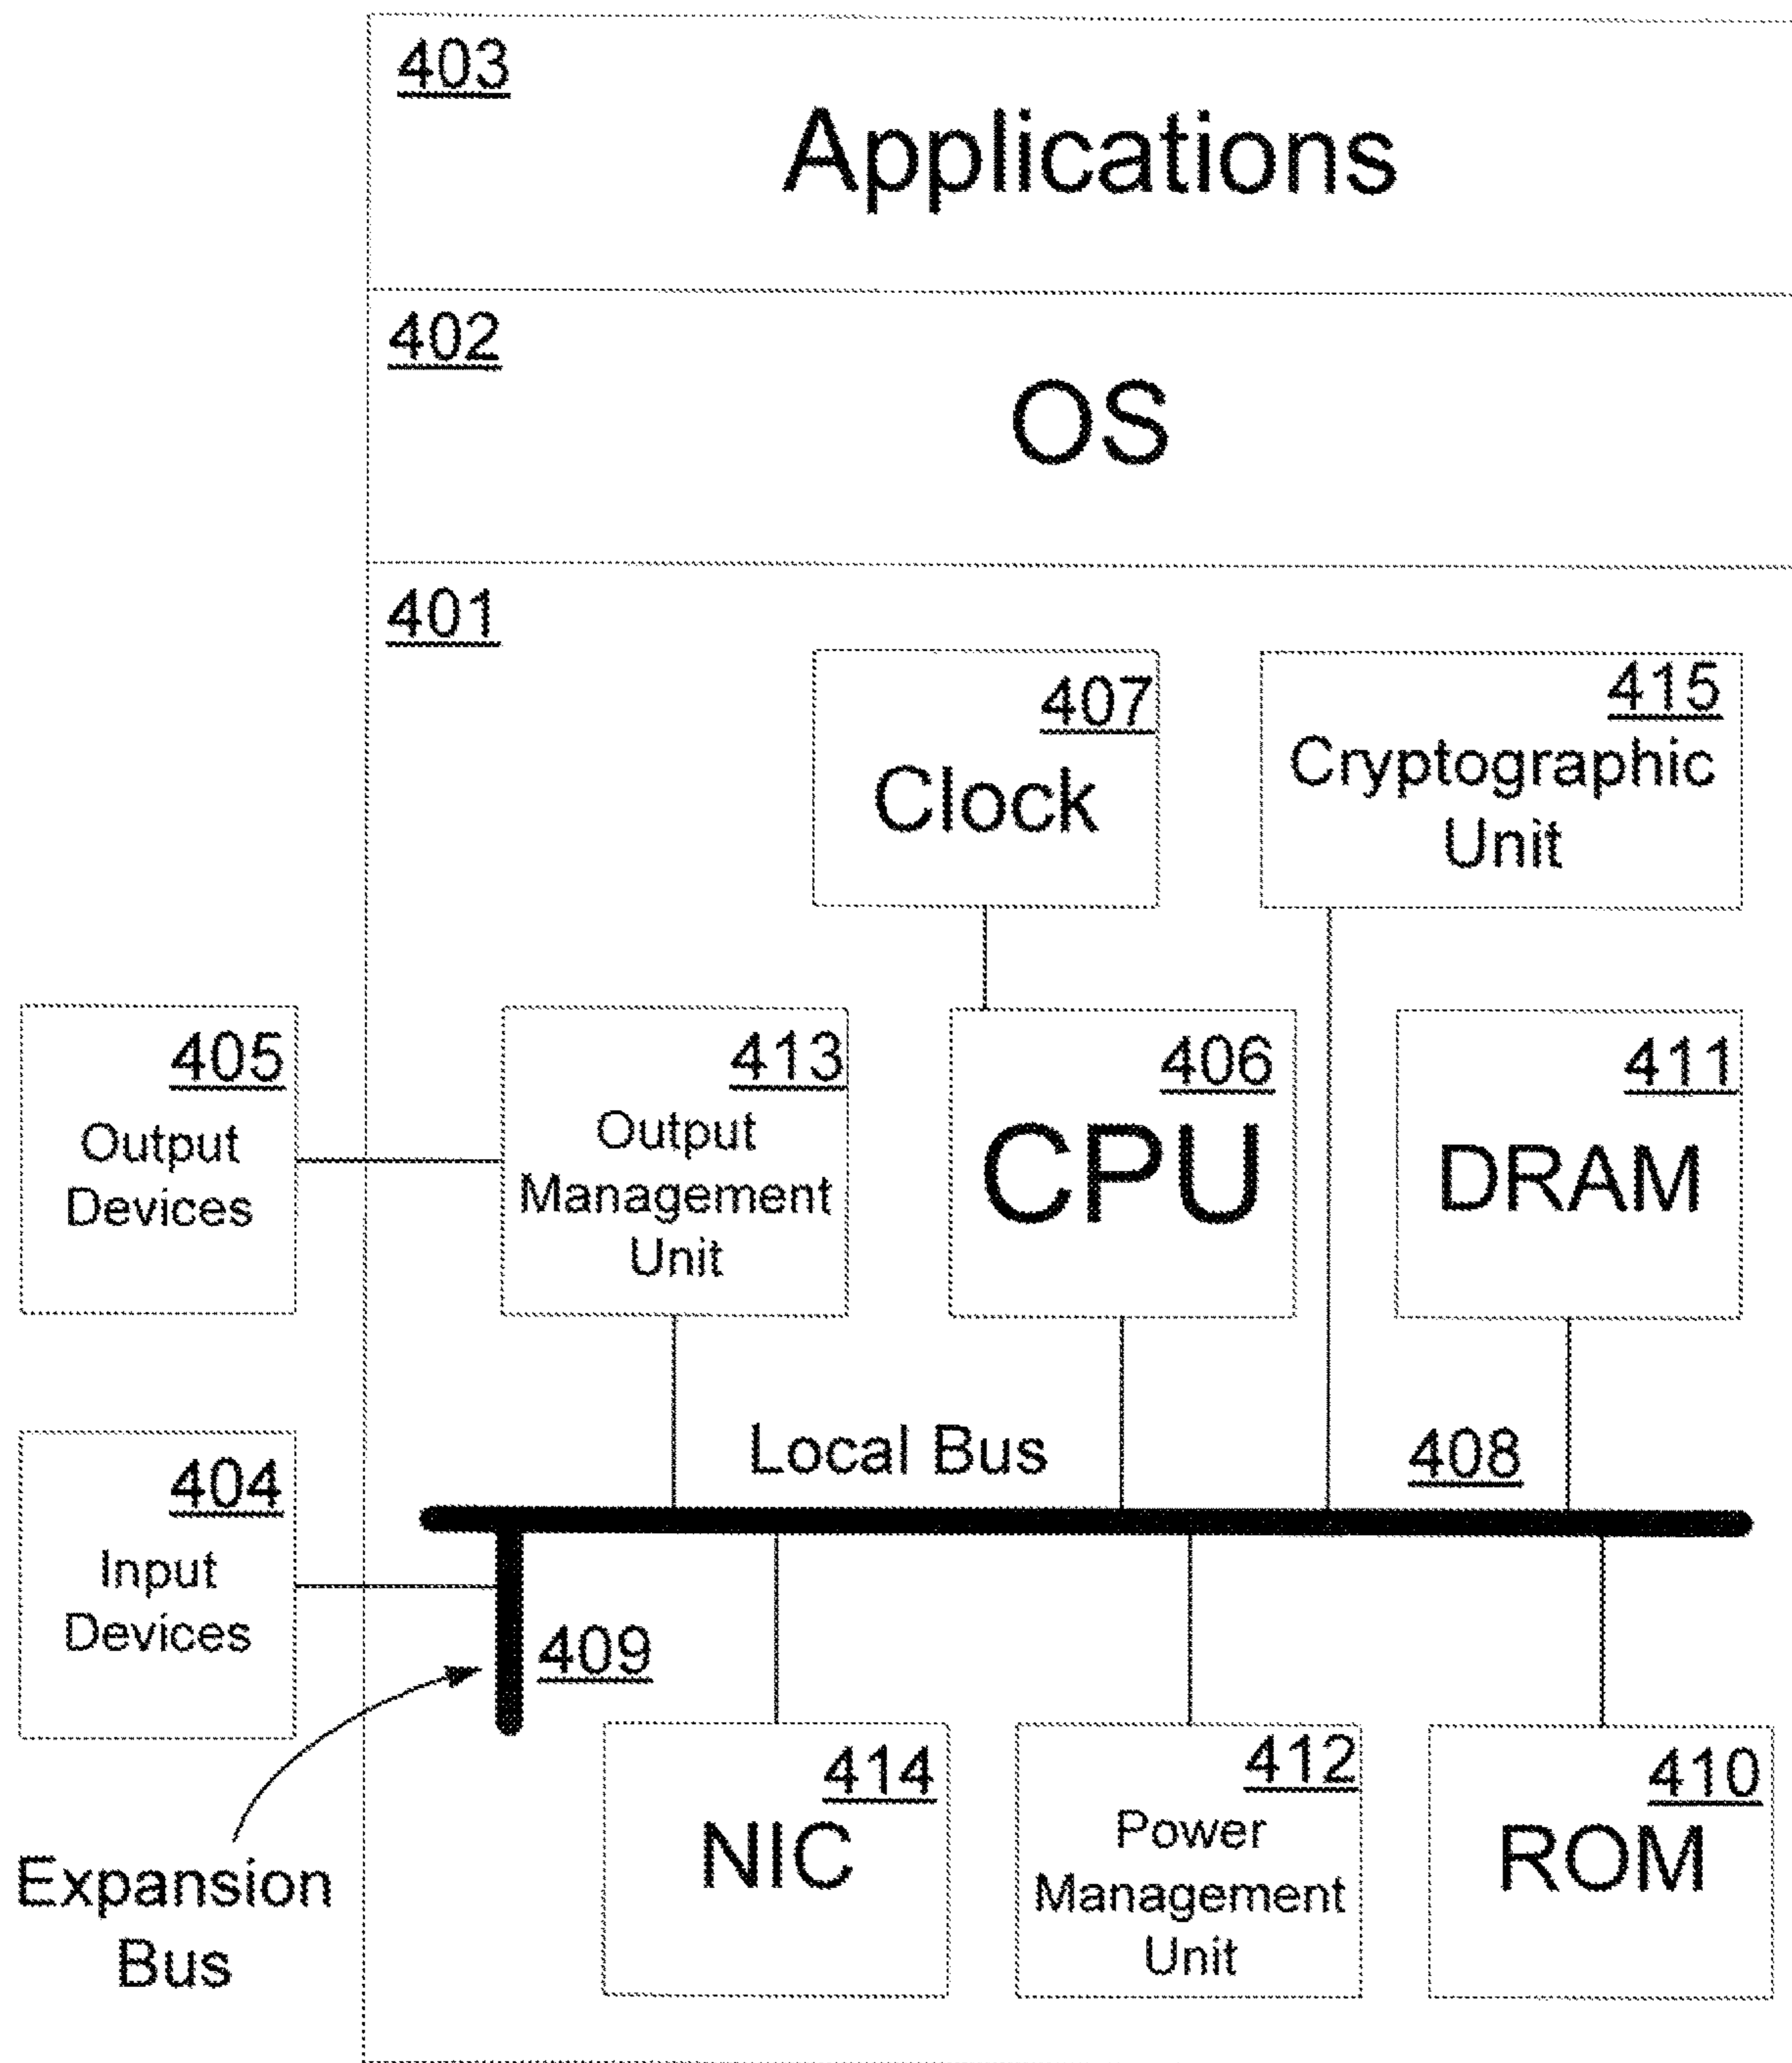 403
Applications
402
OS
401
407
Clock
415
Cryptographic
Unit
405
Output
Devices
413
Output
Management
Unit
406
CPU
411
DRAM
Local Bus
408
404
Input
Devices
409
Expansion
Bus
414
NIC
412
Power
Management
Unit
410
ROM